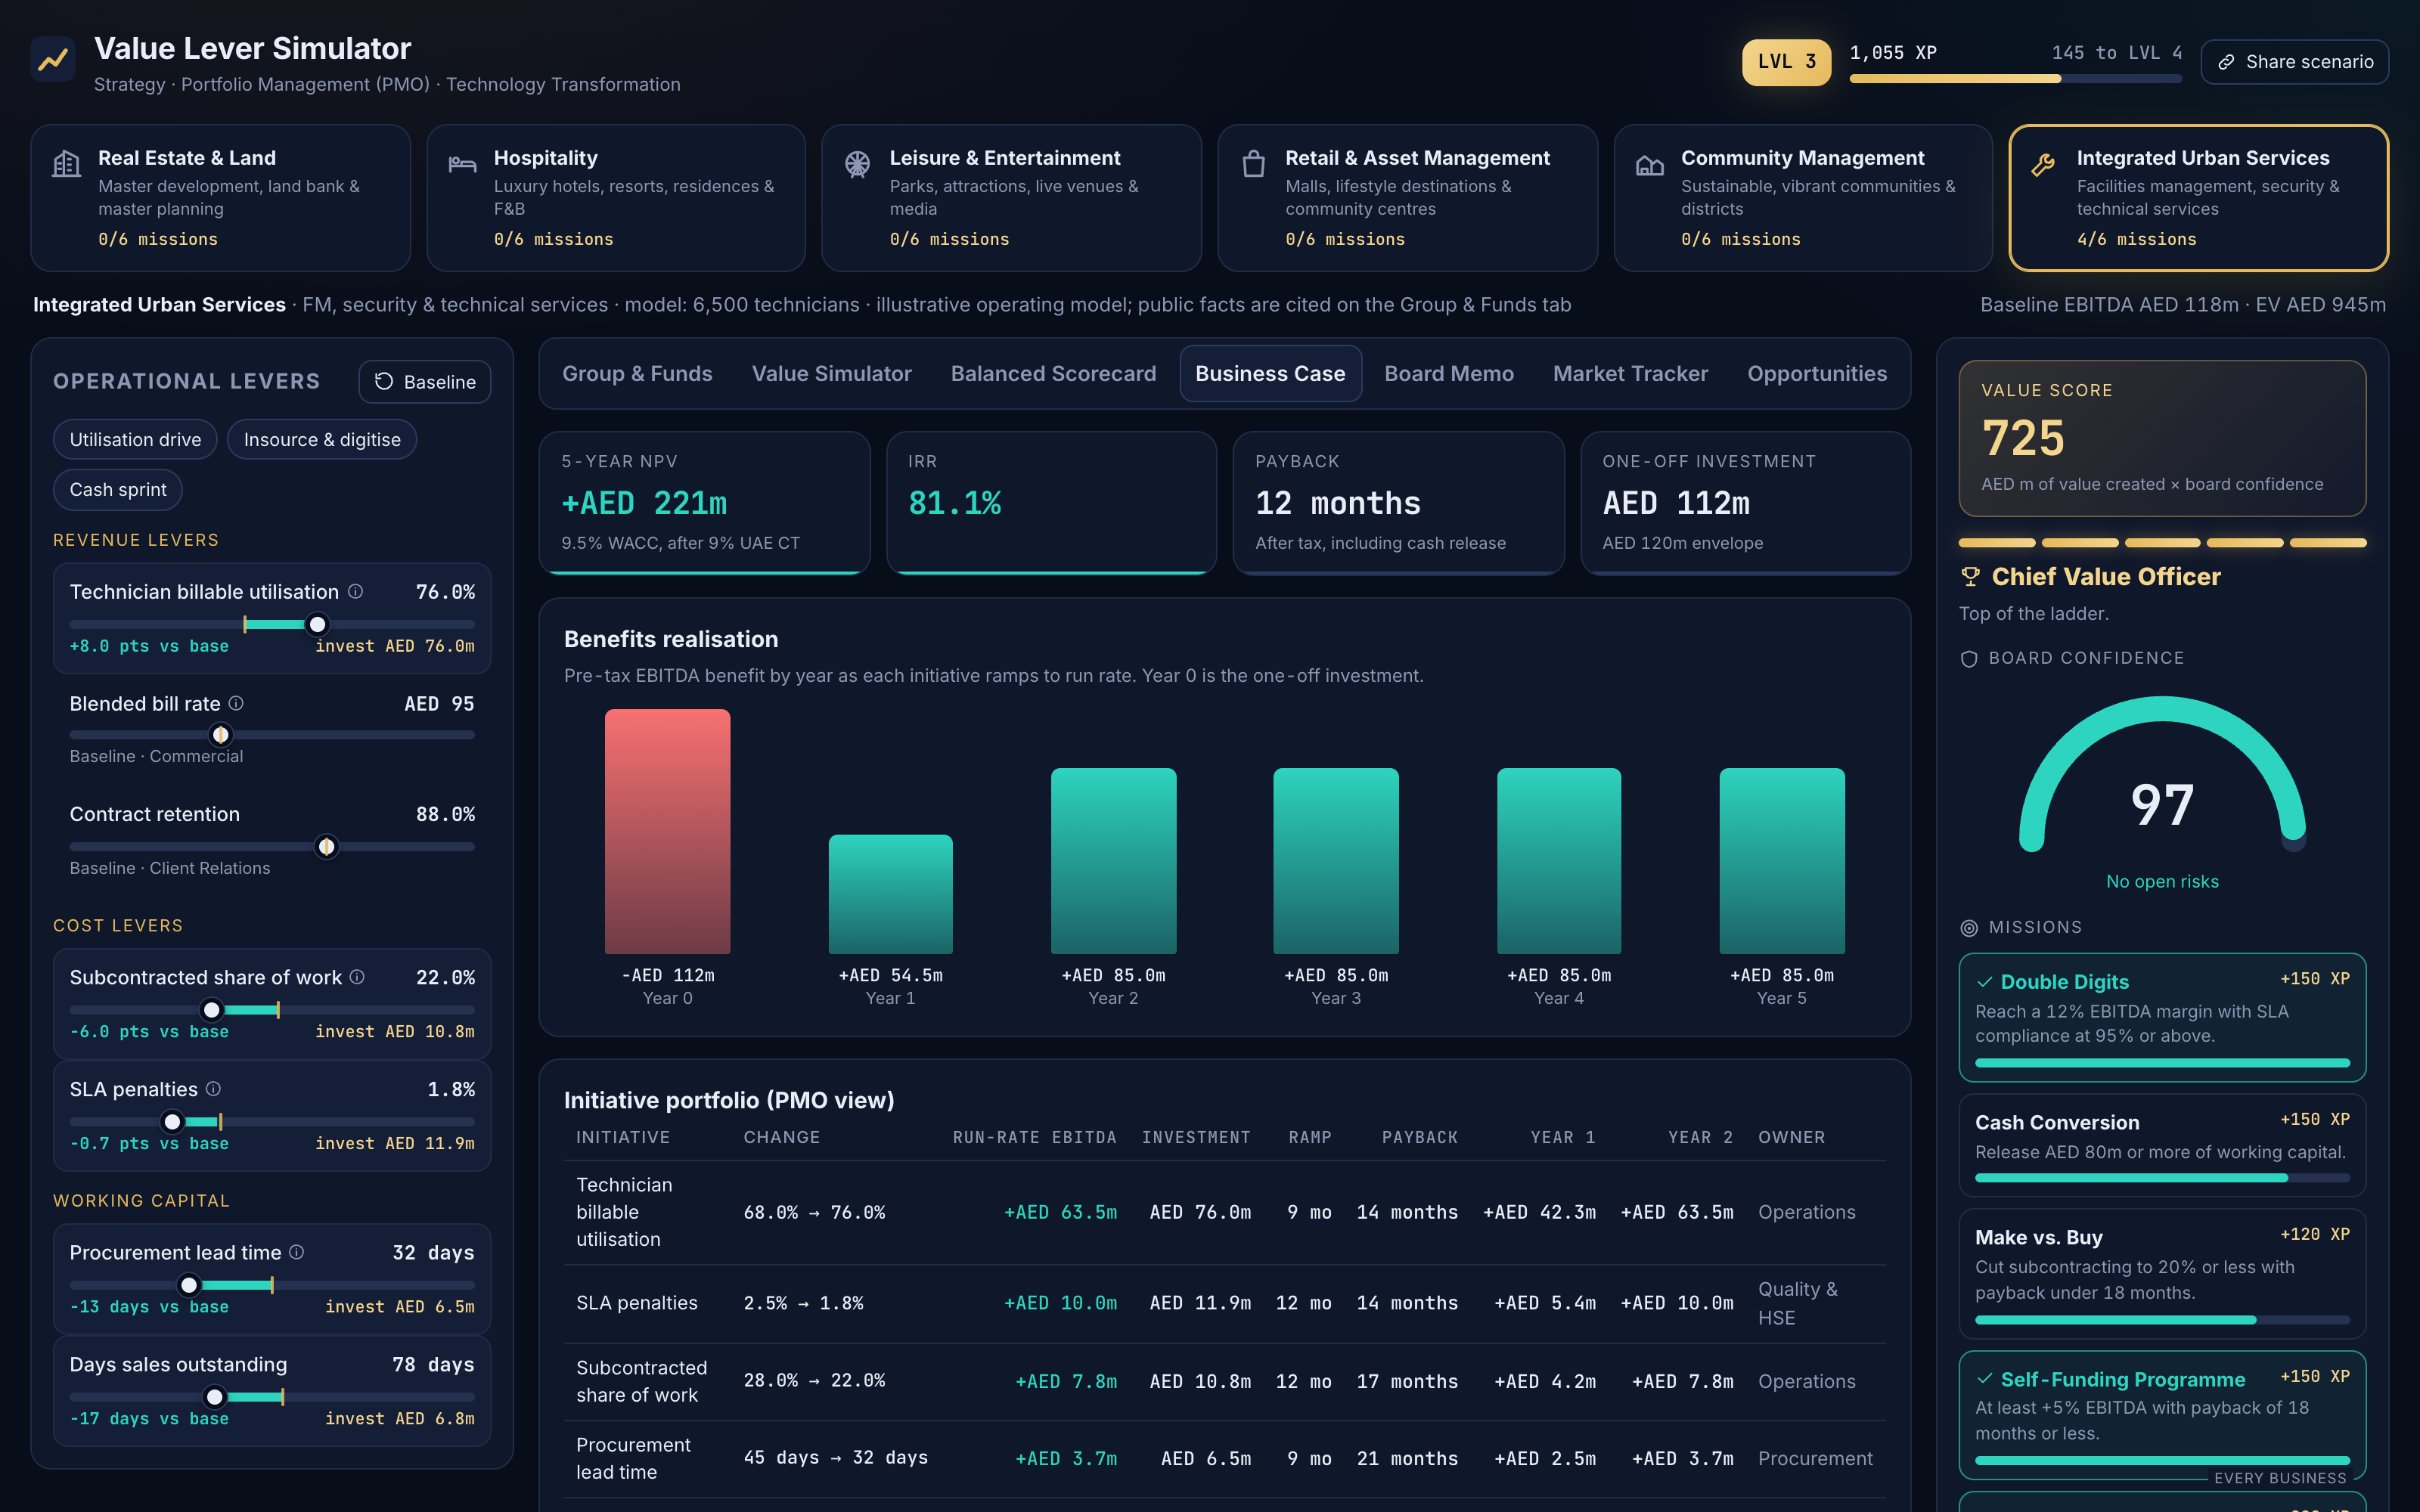 Value Lever Simulator
Strategy · Portfolio Management (PMO) · Technology Transformation
LVL 3
1,055 XP
145 to LVL 4
Share scenario
Real Estate & Land
Master development, land bank &
master planning
0/6 missions
Hospitality
Luxury hotels, resorts, residences &
F&B
0/6 missions
Leisure & Entertainment
Parks, attractions, live venues &
media
0/6 missions
Retail & Asset Management
Malls, lifestyle destinations &
community centres
0/6 missions
Community Management
Sustainable, vibrant communities &
districts
0/6 missions
Integrated Urban Services
Facilities management, security &
technical services
4/6 missions
Integrated Urban Services · FM, security & technical services · model: 6,500 technicians · illustrative operating model; public facts are cited on the Group & Funds tab
Baseline EBITDA AED 118m · EV AED 945m
OPERATIONAL LEVERS
Baseline
Utilisation drive
Insource & digitise
Cash sprint
REVENUE LEVERS
Technician billable utilisation
76.0%
+8.0 pts vs base
invest AED 76.0m
Blended bill rate
AED 95
Baseline · Commercial
Contract retention
88.0%
Baseline · Client Relations
COST LEVERS
Subcontracted share of work
22.0%
-6.0 pts vs base
invest AED 10.8m
SLA penalties
1.8%
-0.7 pts vs base
invest AED 11.9m
WORKING CAPITAL
Procurement lead time
32 days
-13 days vs base
invest AED 6.5m
Days sales outstanding
78 days
-17 days vs base
invest AED 6.8m
Group & Funds
Value Simulator
Balanced Scorecard
Business Case
Board Memo
Market Tracker
Opportunities
5-YEAR NPV
+AED 221m
9.5% WACC, after 9% UAE CT
IRR
81.1%
PAYBACK
12 months
After tax, including cash release
ONE-OFF INVESTMENT
AED 112m
AED 120m envelope
Benefits realisation
Pre-tax EBITDA benefit by year as each initiative ramps to run rate. Year 0 is the one-off investment.
-AED 112m
Year 0
+AED 54.5m
Year 1
+AED 85.0m
Year 2
+AED 85.0m
Year 3
+AED 85.0m
Year 4
+AED 85.0m
Year 5
Initiative portfolio (PMO view)
INITIATIVE CHANGE RUN-RATE EBITDA INVESTMENT RAMP PAYBACK YEAR 1 YEAR 2 OWNER
Technician
billable
utilisation
68.0% → 76.0% +AED 63.5m AED 76.0m 9 mo 14 months +AED 42.3m +AED 63.5m Operations
SLA penalties 2.5% → 1.8% +AED 10.0m AED 11.9m 12 mo 14 months +AED 5.4m +AED 10.0m
Quality &
HSE
Subcontracted
share of work
28.0% → 22.0% +AED 7.8m AED 10.8m 12 mo 17 months +AED 4.2m +AED 7.8m Operations
Procurement
lead time
45 days → 32 days +AED 3.7m AED 6.5m 9 mo 21 months +AED 2.5m +AED 3.7m Procurement
VALUE SCORE
725
AED m of value created × board confidence
Chief Value Officer
Top of the ladder.
BOARD CONFIDENCE
97
No open risks
MISSIONS
Double Digits
+150 XP
Reach a 12% EBITDA margin with SLA
compliance at 95% or above.
Cash Conversion
+150 XP
Release AED 80m or more of working capital.
Make vs. Buy
+120 XP
Cut subcontracting to 20% or less with
payback under 18 months.
Self-Funding Programme
+150 XP
At least +5% EBITDA with payback of 18
months or less.
EVERY BUSINESS